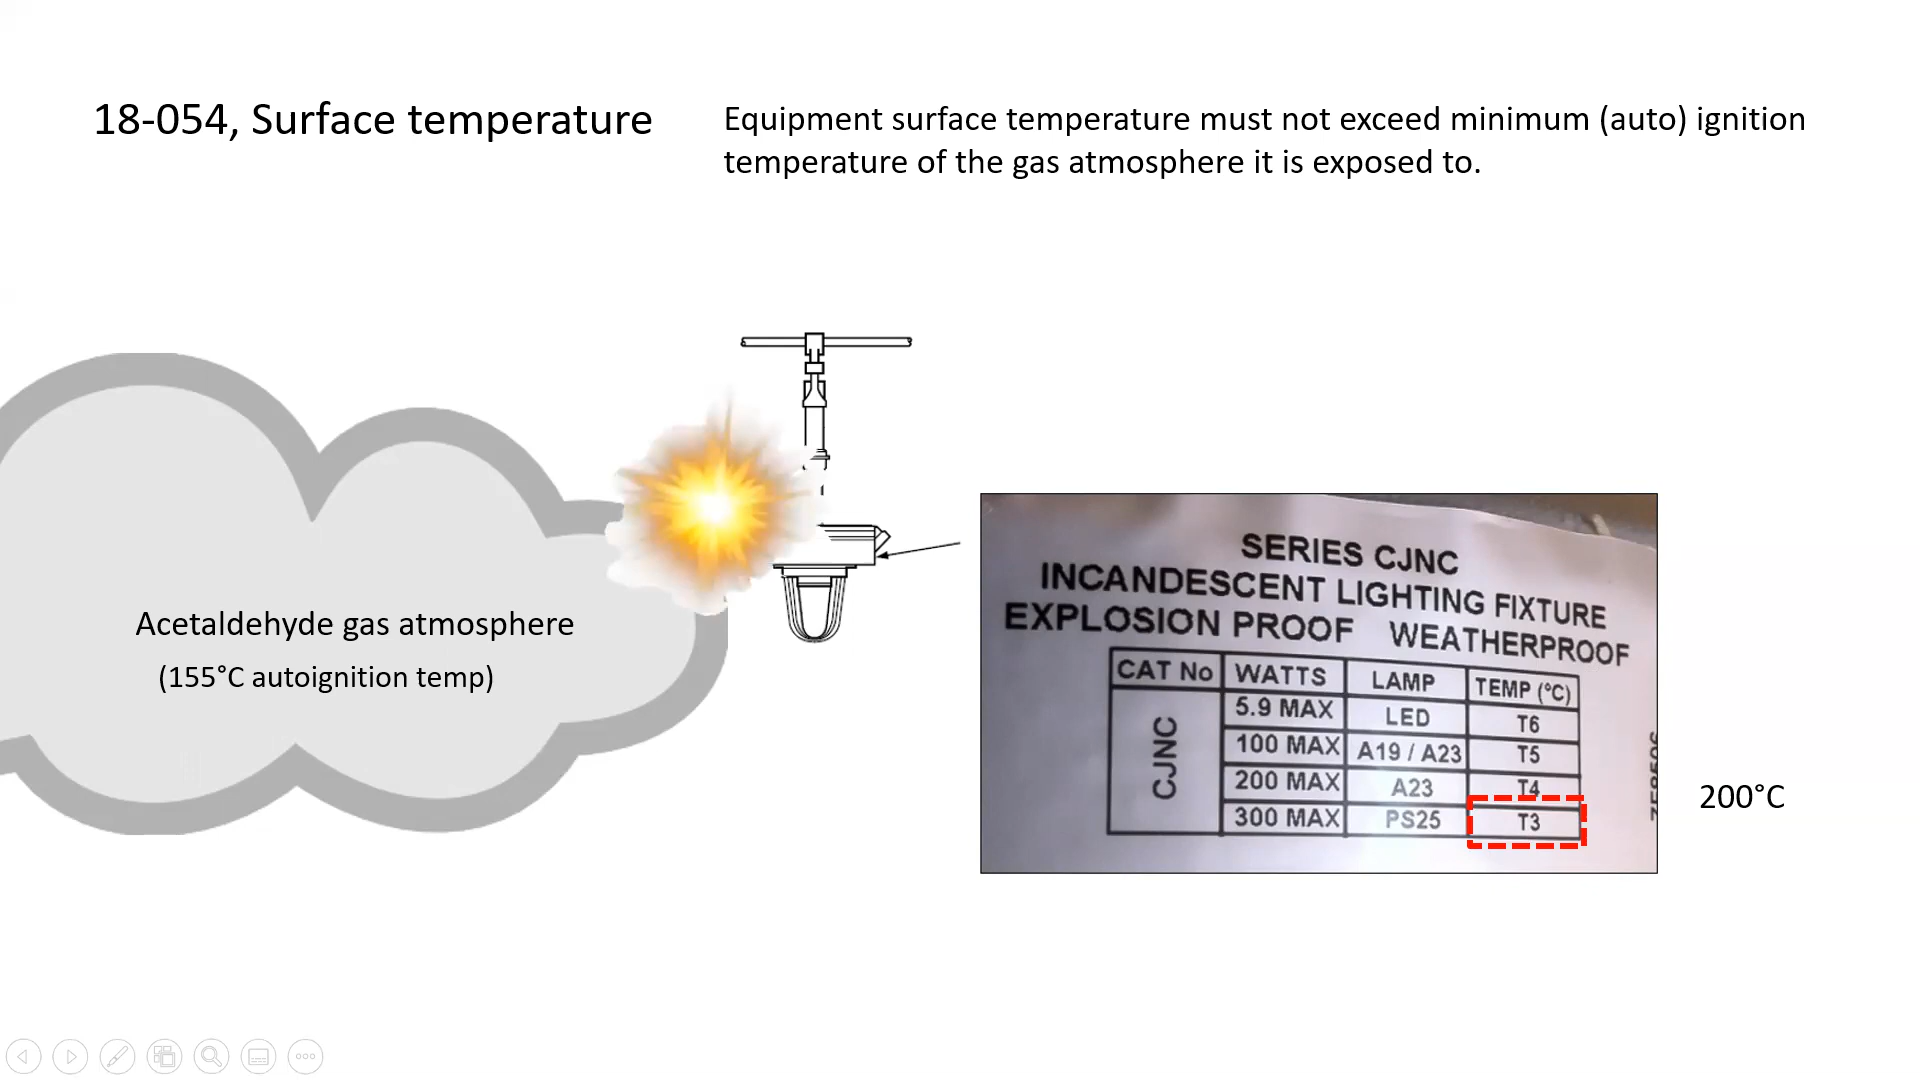 18-054, Surface temperature
Equipment surface temperature must not exceed minimum (auto) ignition
temperature of the gas atmosphere it is exposed to.
Acetaldehyde gas atmosphere
(155°C autoignition temp)
SERIES CJNC
INCANDESCENT LIGHTING FIXTURE
EXPLOSION PROOF WEATHERPROOF
CAT No WATTS LAMP TEMP (°C)
CJNC
5.9 MAX LED T6
100 MAX A19 / A23 T5
200 MAX A23 T4
300 MAX PS25 T3
200°C